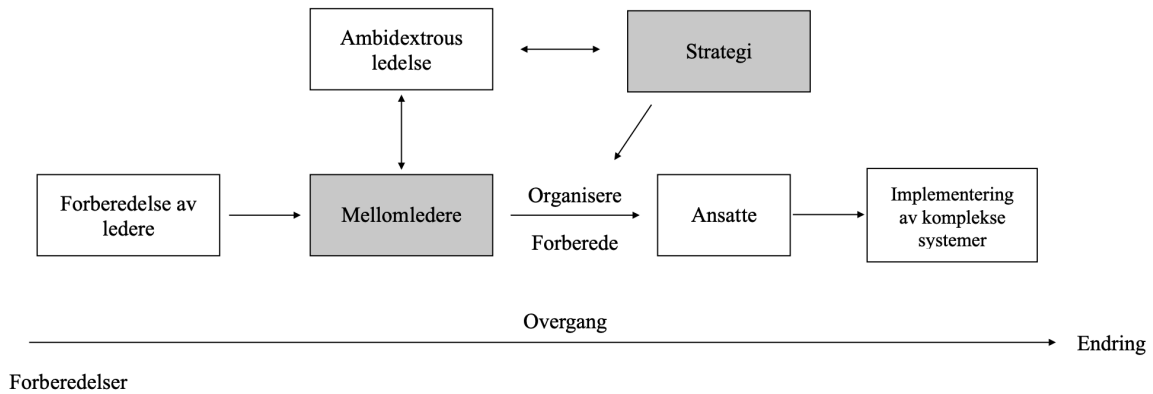 Ambidextrous
ledelse
Strategi
Forberedelse av
ledere
Mellomledere
Organisere
Forberede
Ansatte
Implementering
av komplekse
systemer
Overgang
Endring
Forberedelser